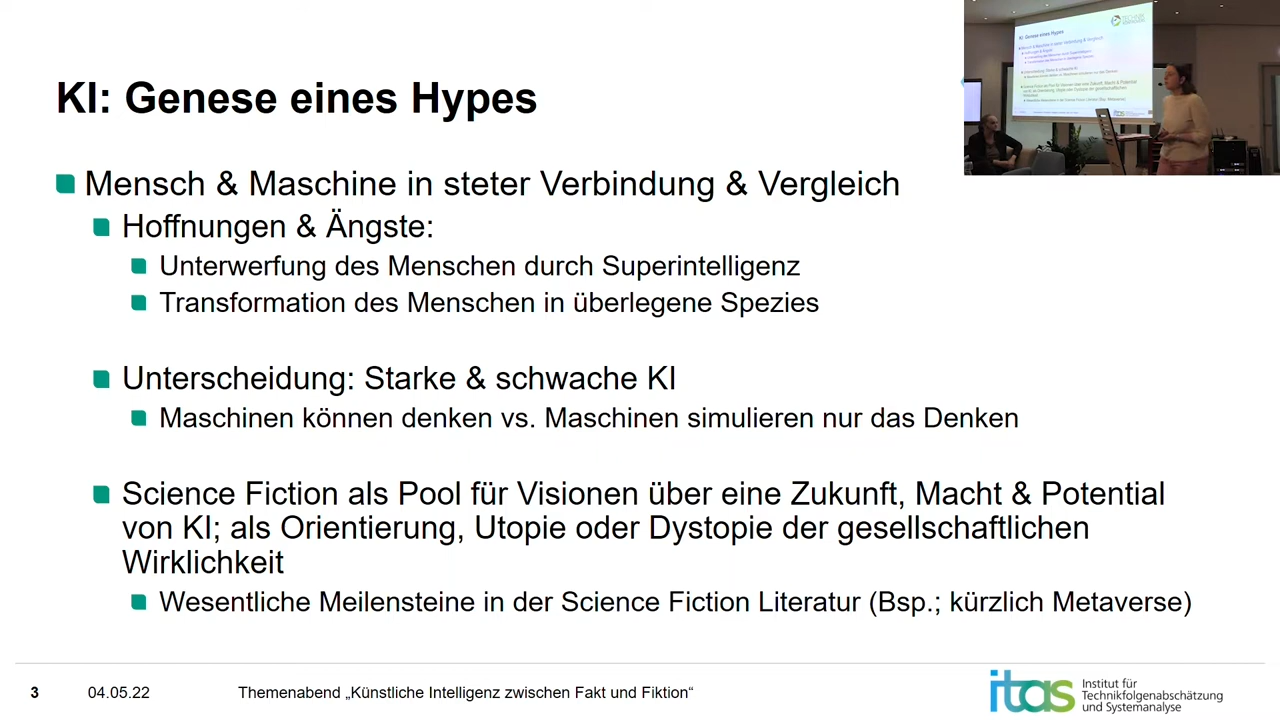 KI: Genese eines Hypes
Mensch & Maschine in steter Verbindung & Vergleich
Hoffnungen & Ängste:
Unterwerfung des Menschen durch Superintelligenz
Transformation des Menschen in überlegene Spezies
Unterscheidung: Starke & schwache KI
Maschinen können denken vs. Maschinen simulieren nur das Denken
Science Fiction als Pool für Visionen über eine Zukunft, Macht & Potential
von KI; als Orientierung, Utopie oder Dystopie der gesellschaftlichen
Wirklichkeit
Wesentliche Meilensteine in der Science Fiction Literatur (Bsp.; kürzlich Metaverse)
3 04.05.22 Themenabend „Künstliche Intelligenz zwischen Fakt und Fiktion“
itas Institut für
Technikfolgenabschätzung
und Systemanalyse
KI: Genese eines Hypes